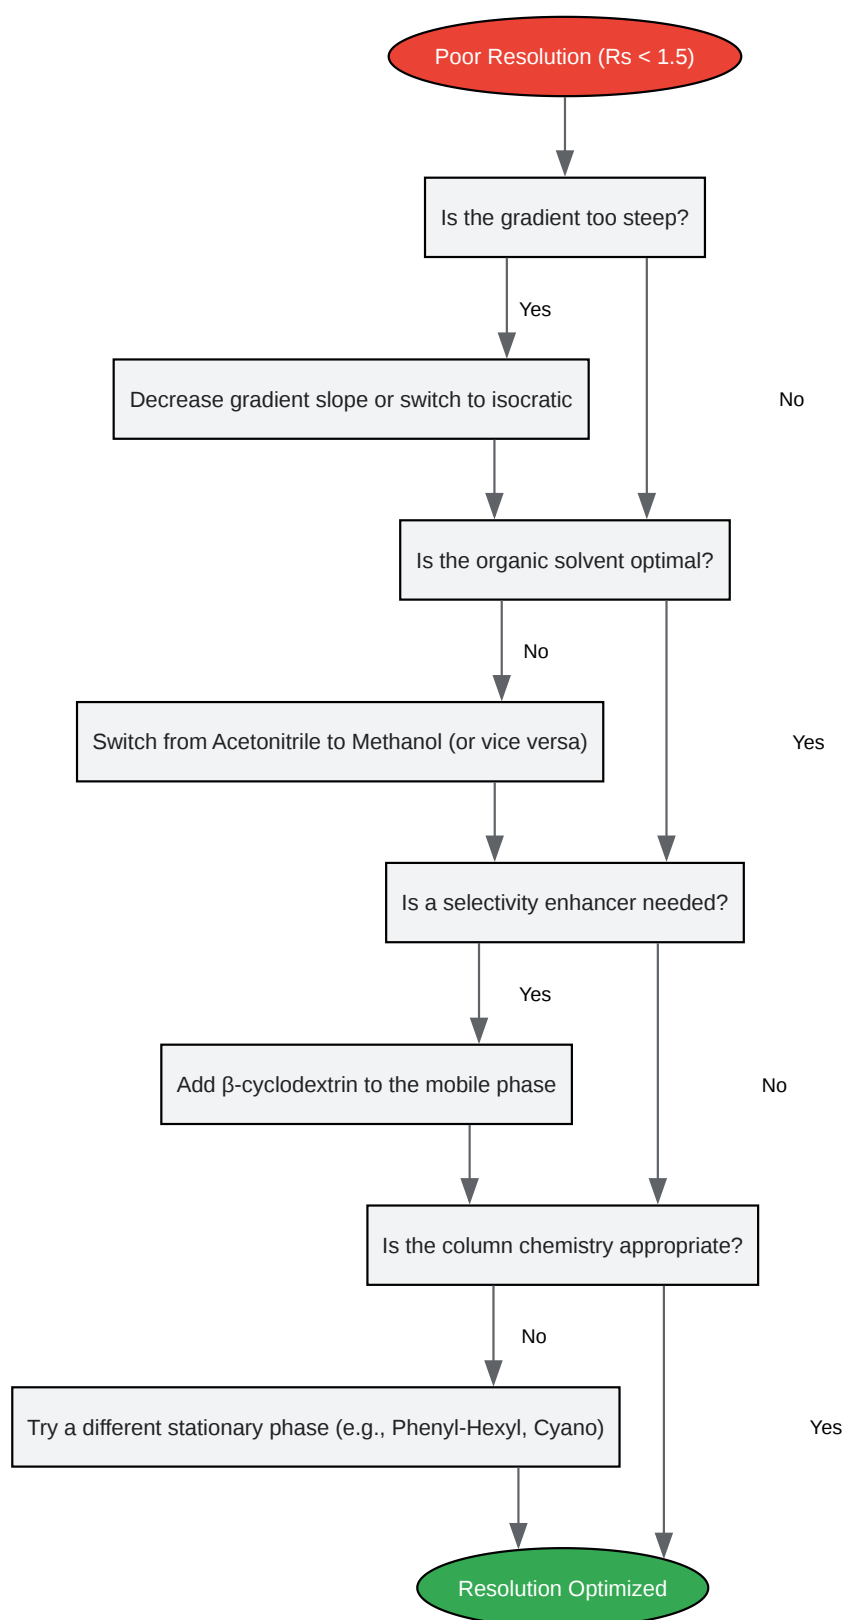 Poor Resolution (Rs < 1.5)
Is the gradient too steep?
Yes
Decrease gradient slope or switch to isocratic
No
Is the organic solvent optimal?
No
Switch from Acetonitrile to Methanol (or vice versa)
Yes
Is a selectivity enhancer needed?
Yes
Add β-cyclodextrin to the mobile phase
No
Is the column chemistry appropriate?
No
Try a different stationary phase (e.g., Phenyl-Hexyl, Cyano)
Yes
Resolution Optimized